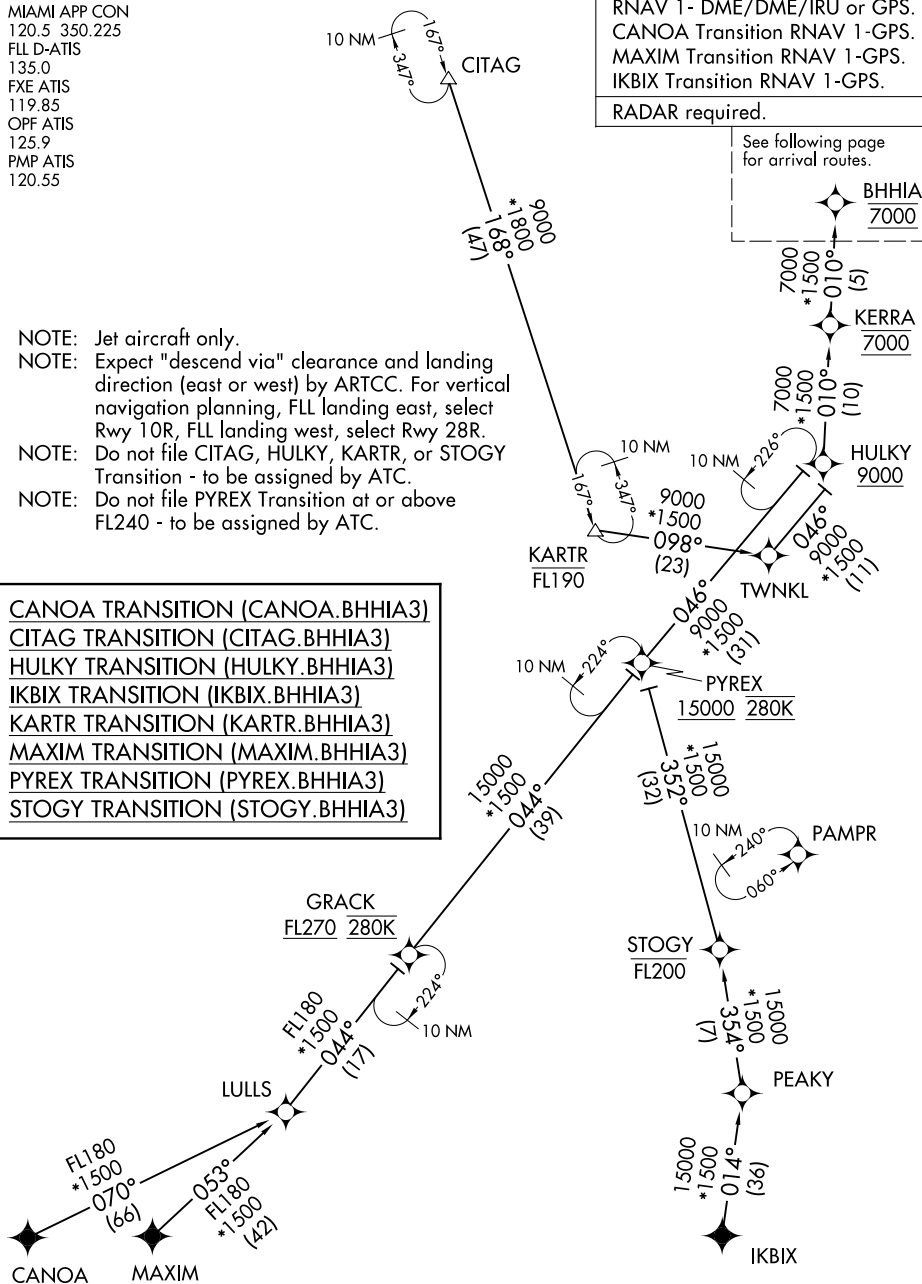 MIAMI APP CON
120.5 350.225
FLL D-ATIS
135.0
FXE ATIS
119.85
OPF ATIS
125.9
PMP ATIS
120.55
RNAV 1- DME/DME/IRU or GPS.
CANOA Transition RNAV 1-GPS.
MAXIM Transition RNAV 1-GPS.
IKBIX Transition RNAV 1-GPS.
RADAR required.
See following page
for arrival routes.
10 NM
167°
347°
CITAG
9000
*1800
168°
(47)
BHHIA
7000
7000
*1500
010°
(5)
KERRA
7000
7000
*1500
010°
(10)
HULKY
9000
10 NM
226°
NOTE: Jet aircraft only.
NOTE: Expect "descend via" clearance and landing
direction (east or west) by ARTCC. For vertical
navigation planning, FLL landing east, select
Rwy 10R, FLL landing west, select Rwy 28R.
NOTE: Do not file CITAG, HULKY, KARTR, or STOGY
Transition - to be assigned by ATC.
NOTE: Do not file PYREX Transition at or above
FL240 - to be assigned by ATC.
10 NM
167°
347°
KARTR
FL190
9000
*1500
098°
(23)
TWNKL
046°
9000
*1500
(11)
046°
9000
*1500
(31)
CANOA TRANSITION (CANOA.BHHIA3)
CITAG TRANSITION (CITAG.BHHIA3)
HULKY TRANSITION (HULKY.BHHIA3)
IKBIX TRANSITION (IKBIX.BHHIA3)
KARTR TRANSITION (KARTR.BHHIA3)
MAXIM TRANSITION (MAXIM.BHHIA3)
PYREX TRANSITION (PYREX.BHHIA3)
STOGY TRANSITION (STOGY.BHHIA3)
10 NM
224°
PYREX
15000 280K
15000
*1500
044°
(39)
15000
*1500
352°
(32)
10 NM
240°
060°
PAMPR
GRACK
FL270 280K
224°
10 NM
STOGY
FL200
FL180
*1500
044°
(17)
15000
*1500
354°
(7)
LULLS
PEAKY
FL180
*1500
070°
(66)
053°
FL180
*1500
(42)
15000
*1500
014°
(36)
CANOA
MAXIM
IKBIX